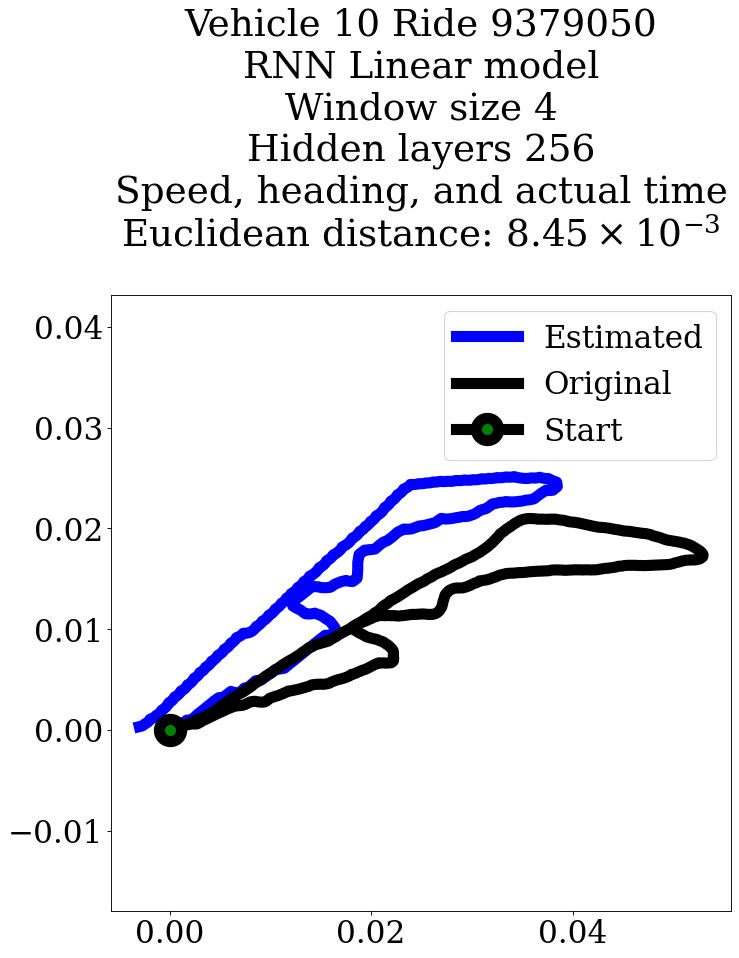 Vehicle 10 Ride 9379050
RNN Linear model
Window size 4
Hidden layers 256
Speed, heading, and actual time
Euclidean distance: 8.45 × 10⁻³
Estimated
Original
Start
0.04
0.03
0.02
0.01
0.00
−0.01
0.00 0.02 0.04